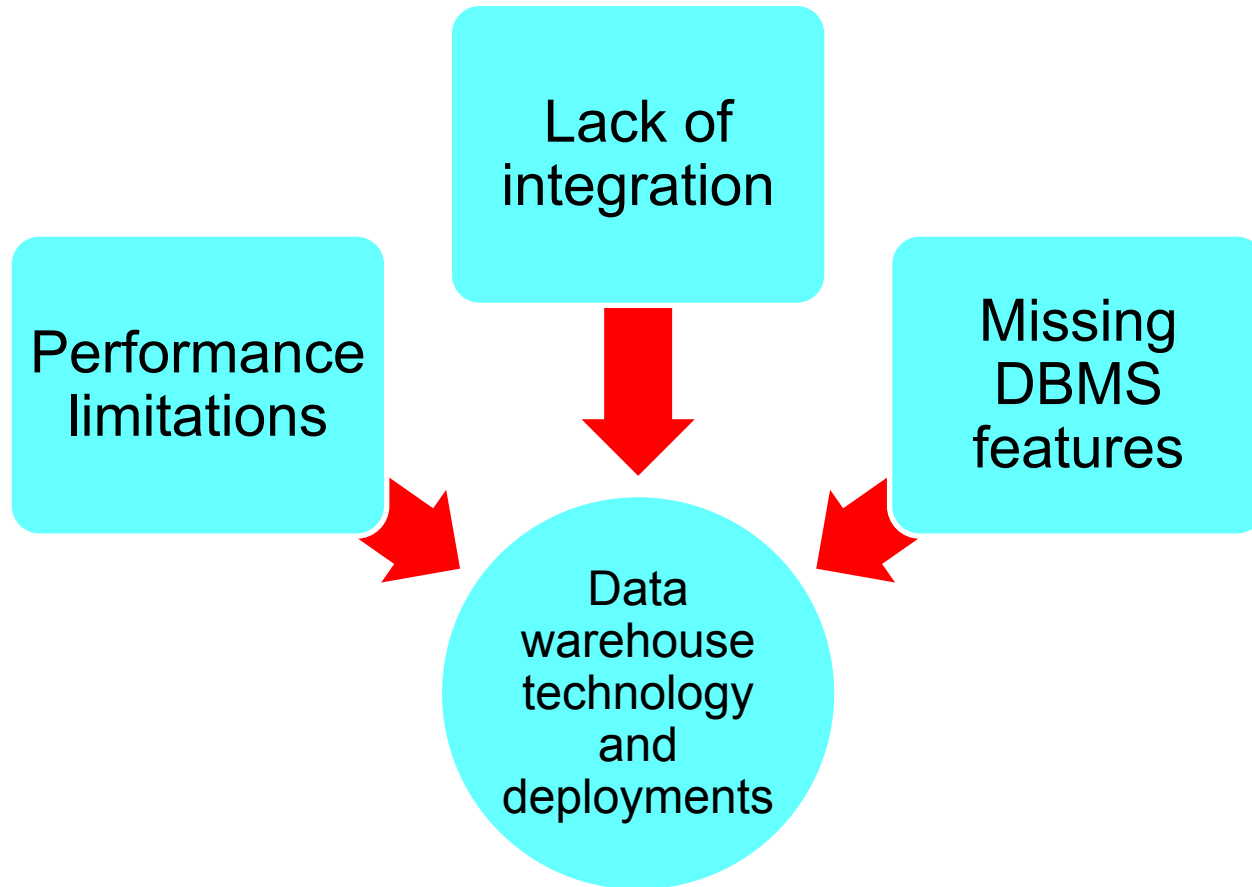 Lack of
integration
Performance
limitations
Missing
DBMS
features
Data
warehouse
technology
and
deployments